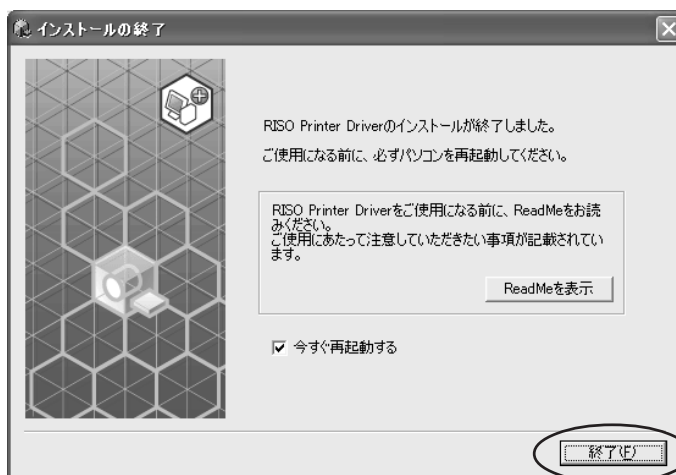 インストールの終了
RISO Printer Driverのインストールが終了しました。
ご使用になる前に、必ずパソコンを再起動してください。
RISO Printer Driverをご使用になる前に、ReadMeをお読
みください。
ご使用にあたって注意していただきたい事項が記載されてい
ます。
ReadMeを表示
今すぐ再起動する
終了(F)